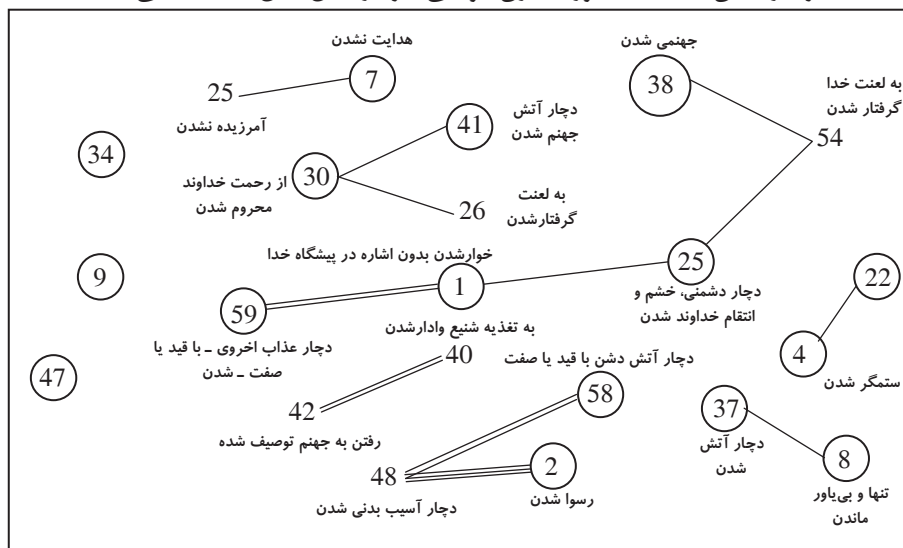 هدایت نشدن
7
25
آمرزیده نشدن
جهنمی شدن
38
به لعنت خدا
گرفتار شدن
54
دچار آتش
جهنم شدن
41
34
30
از رحمت خداوند
محروم شدن
26
به لعنت
گرفتارشدن
خوارشدن بدون اشاره در پیشگاه خدا
1
25
دچار دشمنی، خشم و
انتقام خداوند شدن
22
9
59
دچار عذاب اخروی ـ با قید یا
صفت ـ شدن
به تغذیه شنیع وادارشدن
40
4
ستمگر شدن
47
42
رفتن به جهنم توصیف شده
دچار آتش دشن با قید یا صفت
58
37
دچار آتش
شدن
8
تنها و بی‌یاور
ماندن
48
دچار آسیب بدنی شدن
2
رسوا شدن